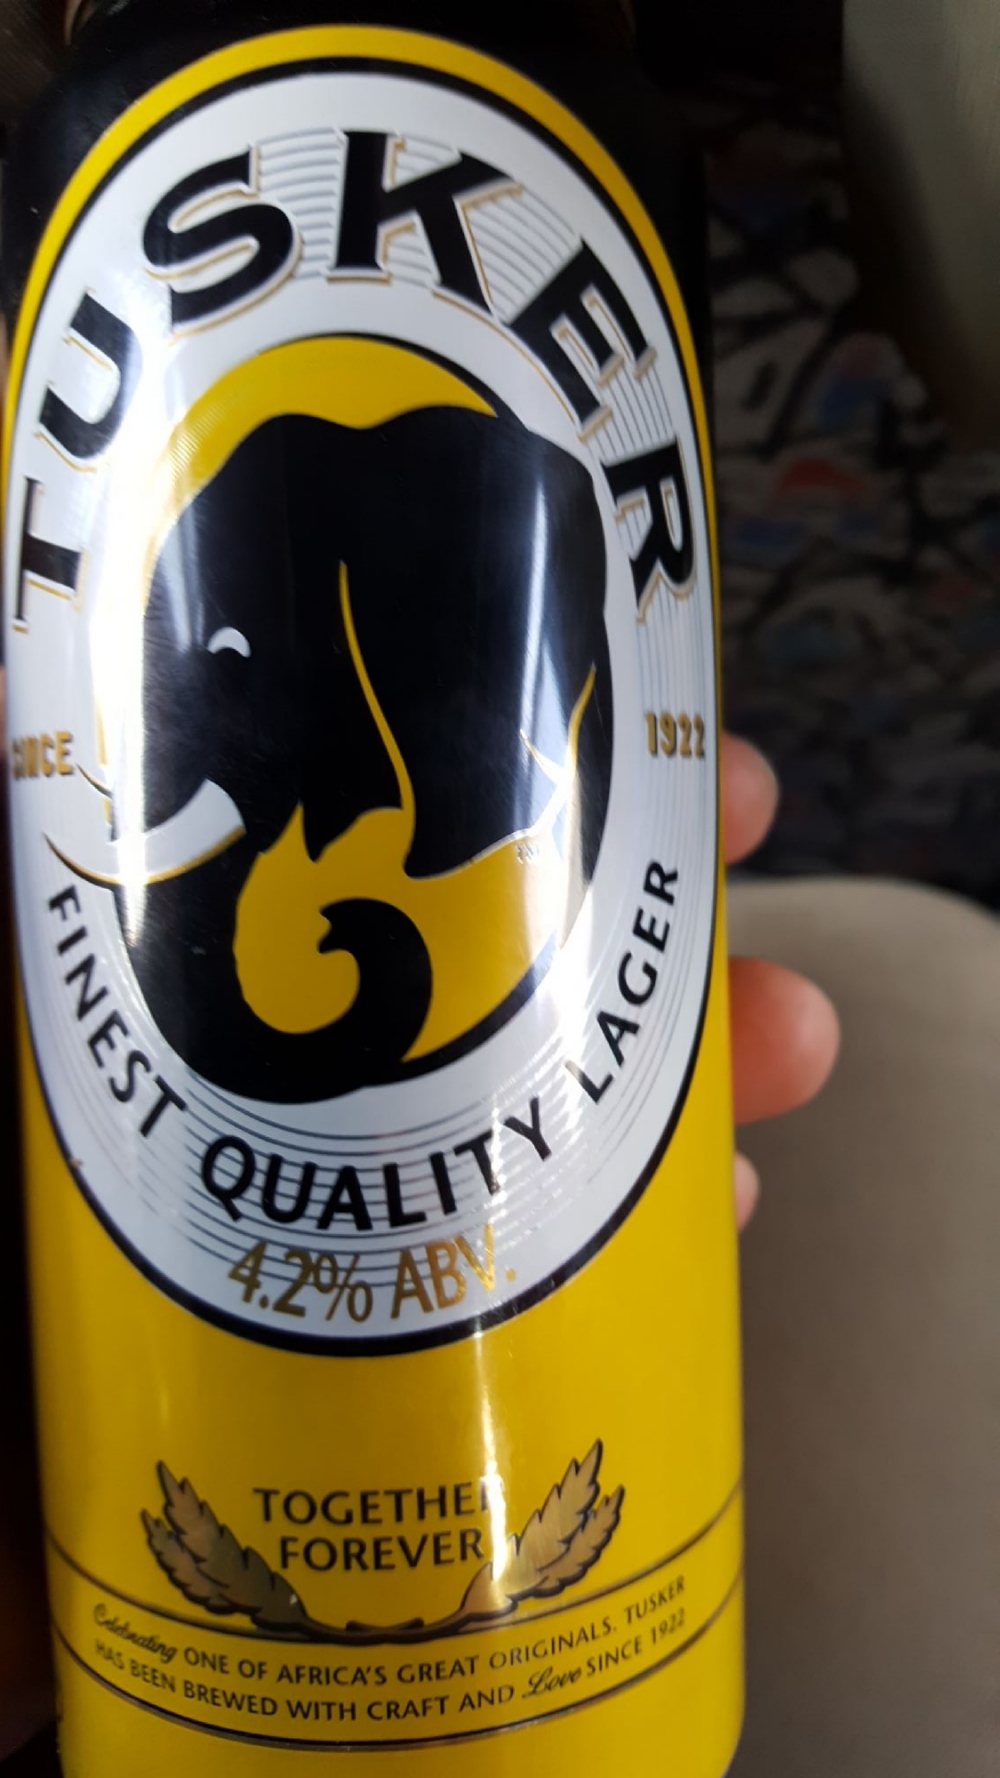 TUSKER
SINCE 1922
FINEST QUALITY LAGER
4.2% ABV.
TOGETHER
FOREVER
Celebrating ONE OF AFRICA'S GREAT ORIGINALS. TUSKER
HAS BEEN BREWED WITH CRAFT AND Love SINCE 1922